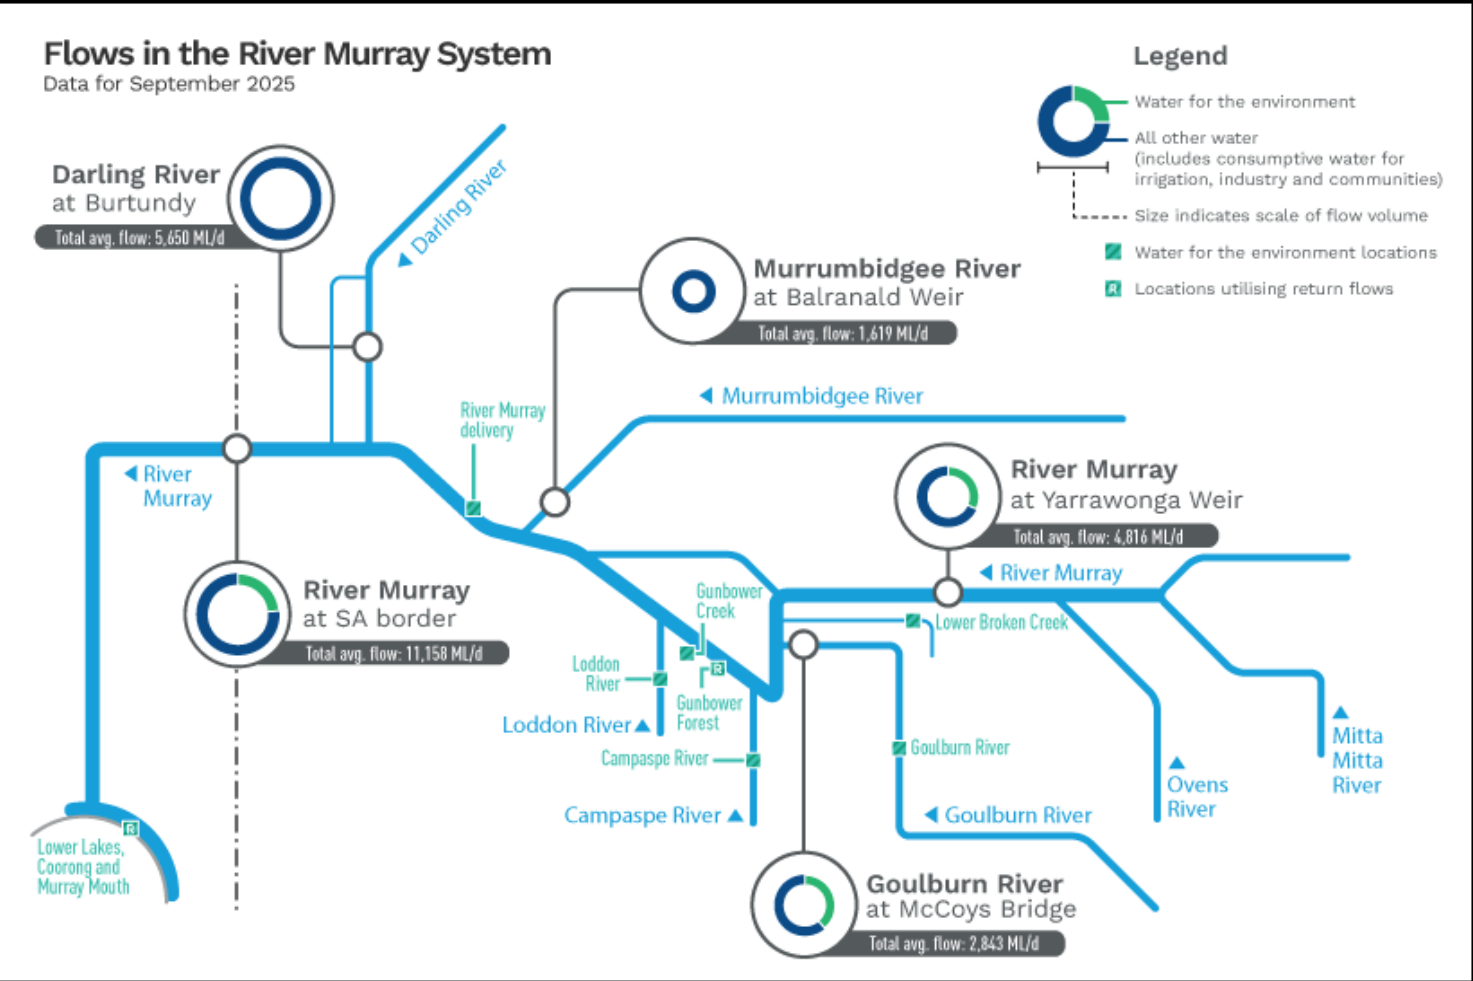 Flows in the River Murray System
Data for September 2025
Legend
Water for the environment
All other water
(includes consumptive water for
irrigation, industry and communities)
Size indicates scale of flow volume
Water for the environment locations
R
Locations utilising return flows
Darling River
at Burtundy
Total avg. flow: 5,650 ML/d
Darling River
Murrumbidgee River
at Balranald Weir
Total avg. flow: 1,619 ML/d
Murrumbidgee River
River Murray
delivery
River
Murray
River Murray
at Yarrawonga Weir
Total avg. flow: 4,816 ML/d
River Murray
River Murray
at SA border
Total avg. flow: 11,158 ML/d
Gunbower
Creek
Lower Broken Creek
Loddon
River
R
Gunbower
Forest
Loddon River
Campaspe River
Goulburn River
Campaspe River
Goulburn River
Ovens
River
Mitta
Mitta
River
R
Lower Lakes,
Coorong and
Murray Mouth
Goulburn River
at McCoys Bridge
Total avg. flow: 2,843 ML/d